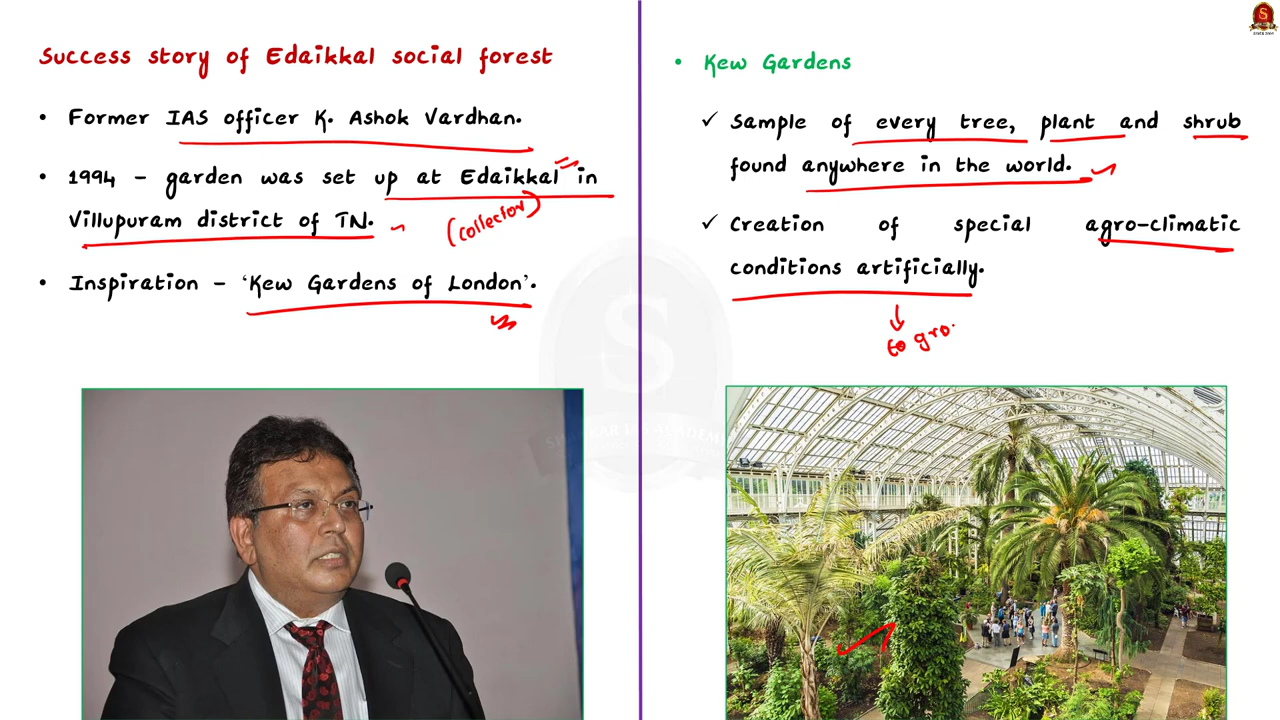 Success story of Edaikkal social forest
• Former IAS officer K. Ashok Vardhan.
• 1994 – garden was set up at Edaikkal in
Villupuram district of TN.
(collector)
• Inspiration – ‘Kew Gardens of London’.
• Kew Gardens
✓ Sample of every tree, plant and shrub
found anywhere in the world.
✓ Creation of special agro-climatic
conditions artificially.
to gro.
S